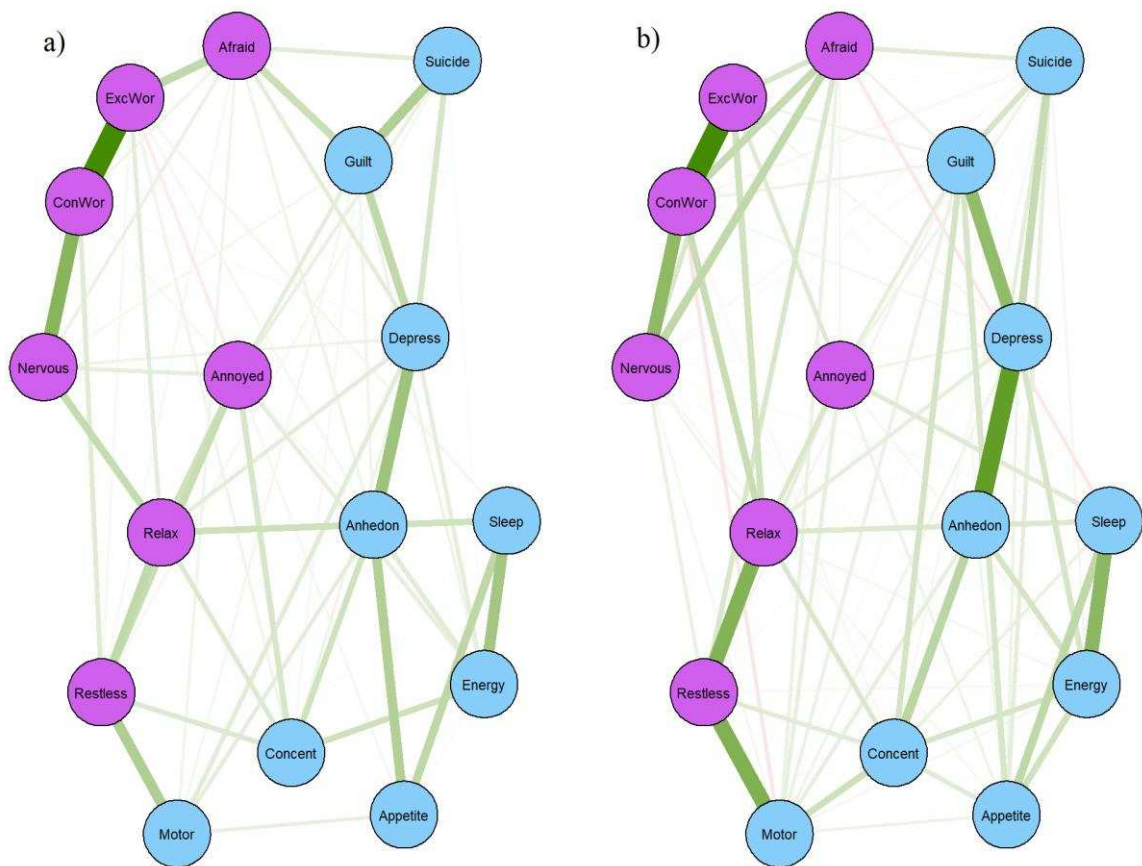 a)
Afraid
Suicide
ExcWor
Guilt
ConWor
Depress
Nervous
Annoyed
Relax
Anhedon
Sleep
Restless
Energy
Concent
Appetite
Motor
b)
Afraid
Suicide
ExcWor
Guilt
ConWor
Depress
Nervous
Annoyed
Relax
Anhedon
Sleep
Restless
Energy
Concent
Appetite
Motor